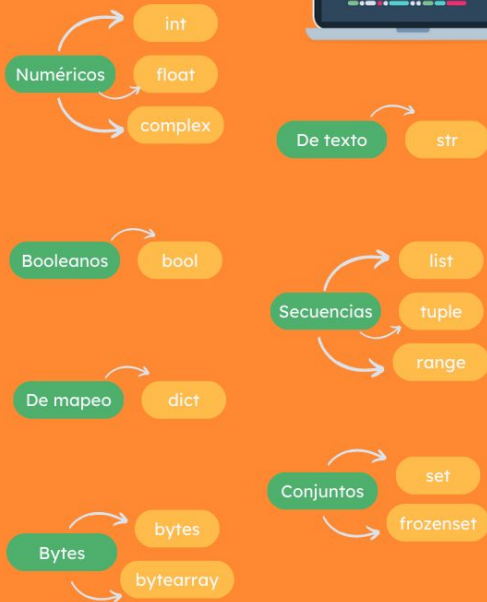 Numéricos
int
float
complex
De texto
str
Booleanos
bool
Secuencias
list
tuple
range
De mapeo
dict
Conjuntos
set
frozenset
Bytes
bytes
bytearray